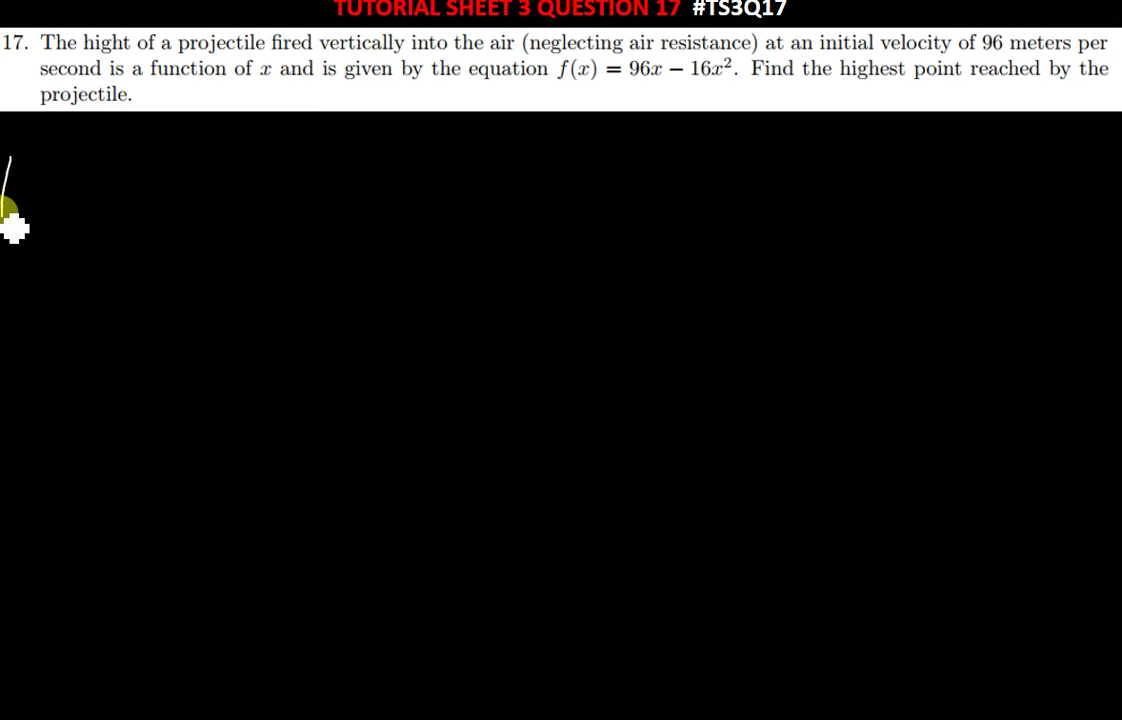 TUTORIAL SHEET 3 QUESTION 17 #TS3Q17
17. The hight of a projectile fired vertically into the air (neglecting air resistance) at an initial velocity of 96 meters per
second is a function of x and is given by the equation f(x) = 96x − 16x². Find the highest point reached by the
projectile.